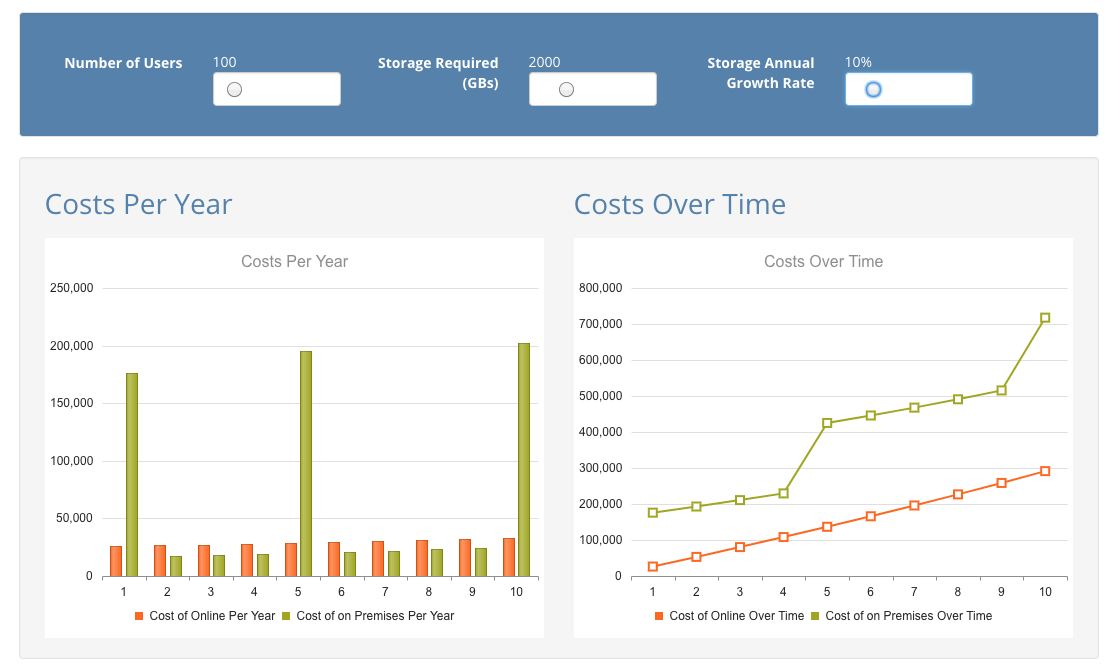 Number of Users
100
Storage Required
(GBs)
2000
Storage Annual
Growth Rate
10%
Costs Per Year
Costs Per Year
250,000
200,000
150,000
100,000
50,000
0
1 2 3 4 5 6 7 8 9 10
Cost of Online Per Year Cost of on Premises Per Year
Costs Over Time
Costs Over Time
800,000
700,000
600,000
500,000
400,000
300,000
200,000
100,000
0
1 2 3 4 5 6 7 8 9 10
Cost of Online Over Time Cost of on Premises Over Time